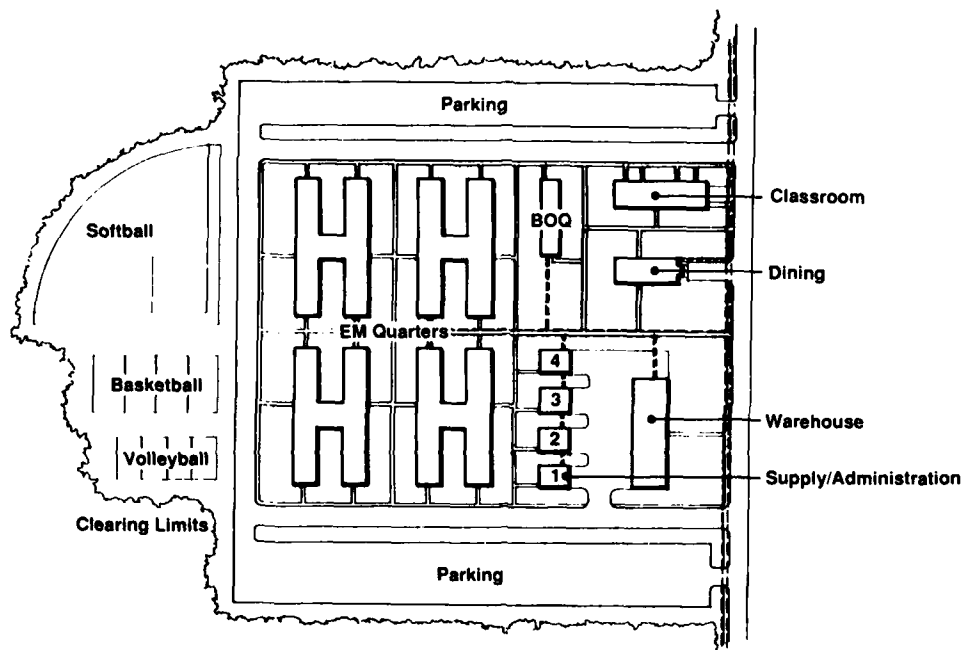 Parking
Classroom
BOQ
Softball
Dining
EM Quarters
4
Basketball
3
Warehouse
2
Volleyball
1
Supply/Administration
Clearing Limits
Parking